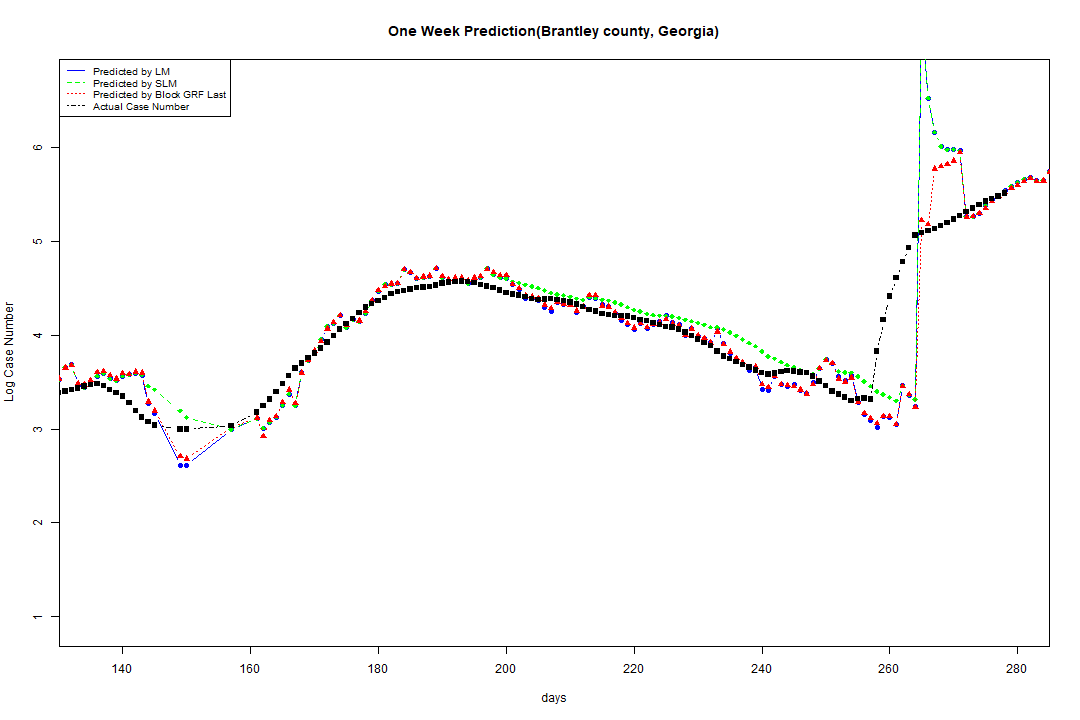 One Week Prediction(Brantley county, Georgia)
Predicted by LM
Predicted by SLM
Predicted by Block GRF Last
Actual Case Number
Log Case Number
6
5
4
3
2
1
140 160 180 200 220 240 260 280
days